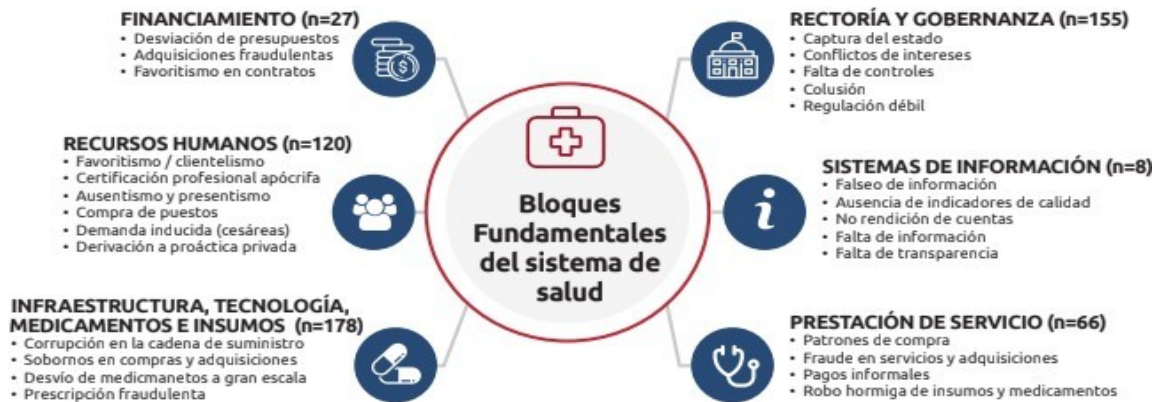 FINANCIAMIENTO (n=27)
• Desviación de presupuestos
• Adquisiciones fraudulentas
• Favoritismo en contratos
RECURSOS HUMANOS (n=120)
• Favoritismo / clientelismo
• Certificación profesional apócrifa
• Ausentismo y presentismo
• Compra de puestos
• Demanda inducida (cesáreas)
• Derivación a proáctica privada
INFRAESTRUCTURA, TECNOLOGÍA,
MEDICAMENTOS E INSUMOS (n=178)
• Corrupción en la cadena de suministro
• Sobornos en compras y adquisiciones
• Desvío de medicmanetos a gran escala
• Prescripción fraudulenta
Bloques
Fundamentales
del sistema de
salud
RECTORÍA Y GOBERNANZA (n=155)
• Captura del estado
• Conflictos de intereses
• Falta de controles
• Colusión
• Regulación débil
SISTEMAS DE INFORMACIÓN (n=8)
• Falseo de información
• Ausencia de indicadores de calidad
• No rendición de cuentas
• Falta de información
• Falta de transparencia
PRESTACIÓN DE SERVICIO (n=66)
• Patrones de compra
• Fraude en servicios y adquisiciones
• Pagos informales
• Robo hormiga de insumos y medicamentos